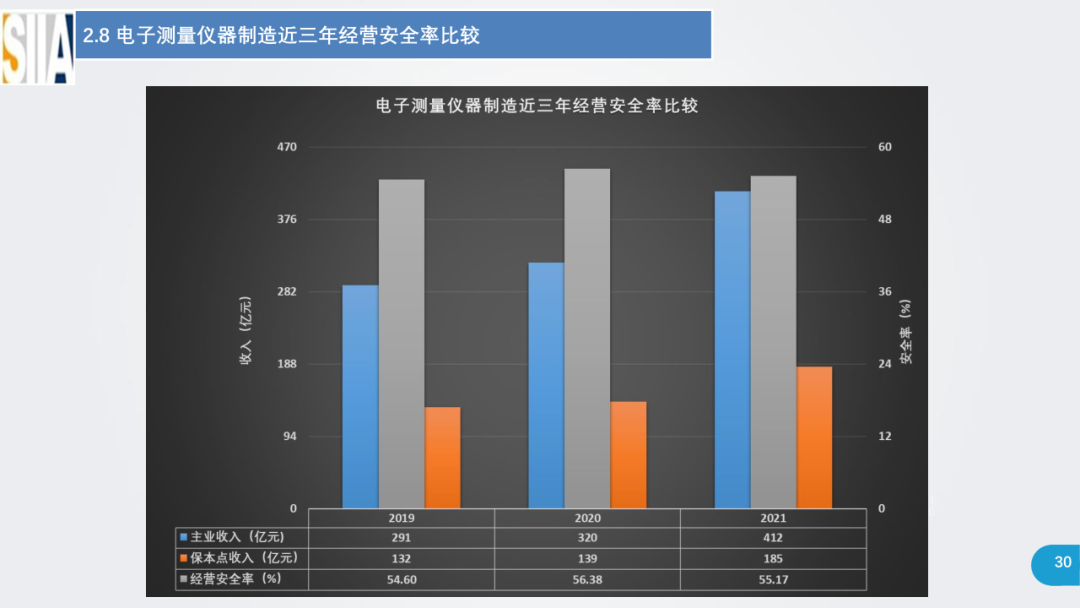 SIIA
2.8 电子测量仪器制造近三年经营安全率比较
电子测量仪器制造近三年经营安全率比较
470
376
282
188
94
0
收入（亿元）
60
48
36
24
12
0
安全率（%）
2019 2020 2021
主业收入（亿元) 291 320 412
保本点收入（亿元） 132 139 185
经营安全率（%） 54.60 56.38 55.17
30